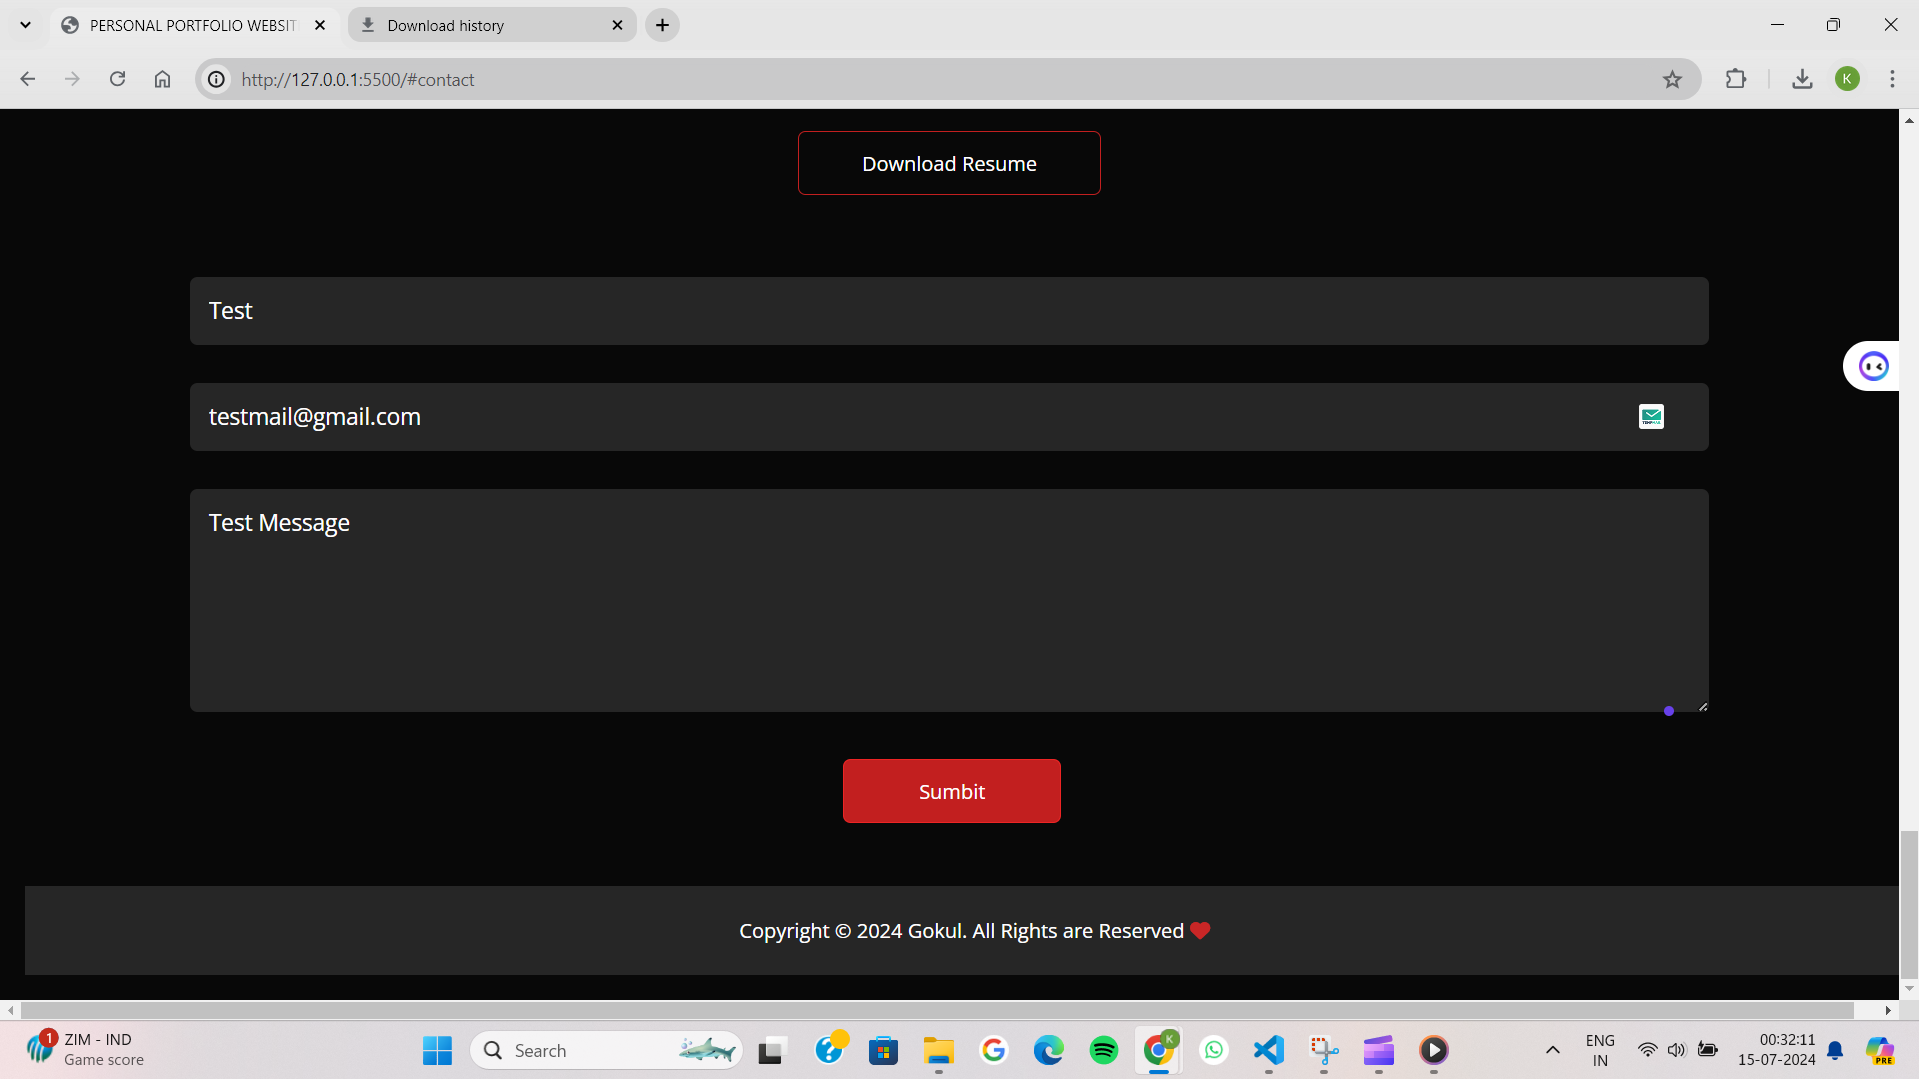 PERSONAL PORTFOLIO WEBSIT
Download history
http://127.0.0.1:5500/#contact
K
Download Resume
Test
testmail@gmail.com
Test Message
Sumbit
Copyright © 2024 Gokul. All Rights are Reserved ❤
1
ZIM - IND
Game score
Search
K
ENG
IN
00:32:11
15-07-2024
PRE